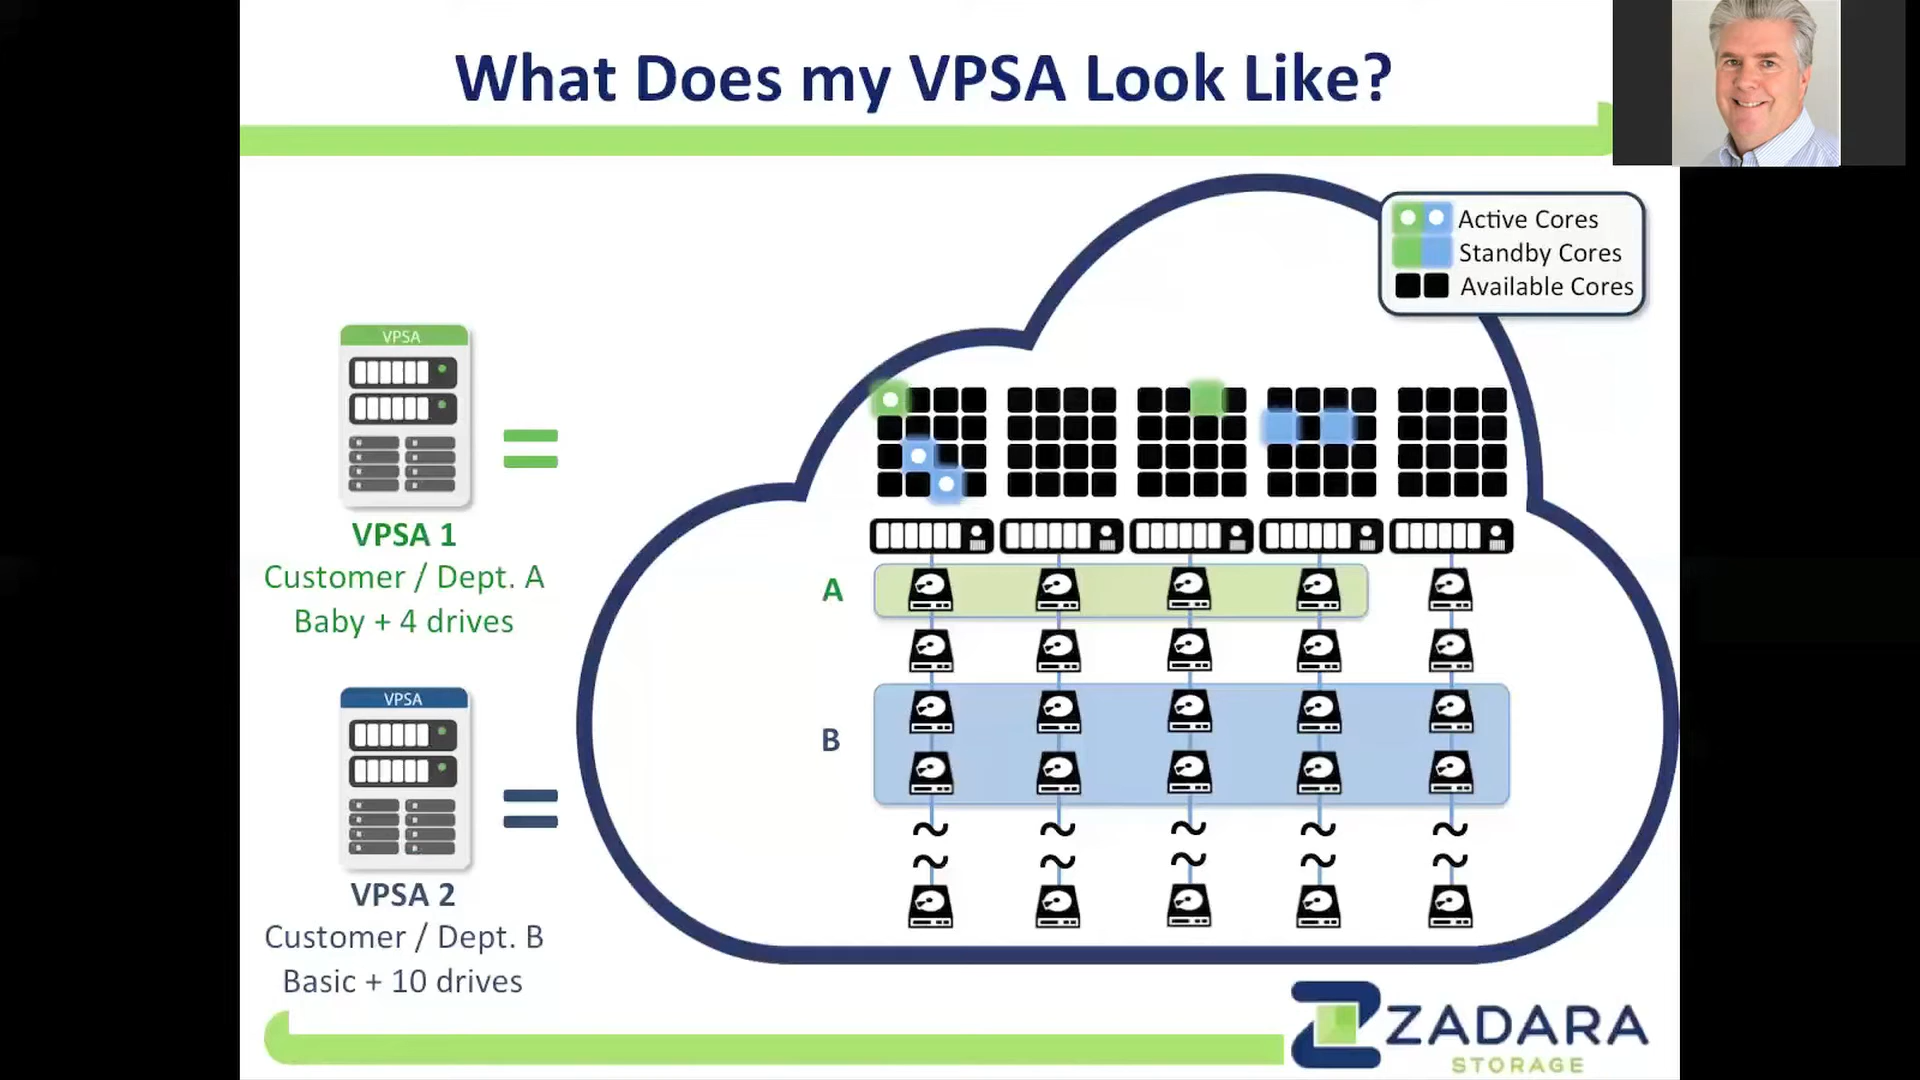 What Does my VPSA Look Like?
Active Cores
Standby Cores
Available Cores
VPSA
VPSA 1
Customer / Dept. A
Baby + 4 drives
A
VPSA
VPSA 2
Customer / Dept. B
Basic + 10 drives
B
ZADARA
STORAGE